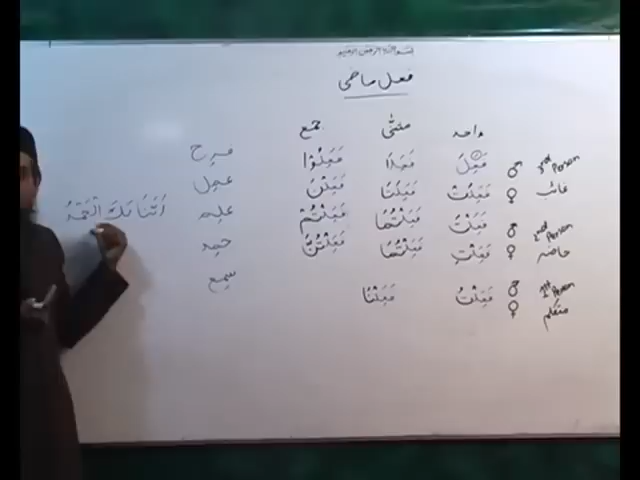 بسم الله الرحمن الرحيم
فعل ماضی
واحد مثنی جمع
3rd Person ♂ قَبِلَ قَبِلَا قَبِلُوْا فرح
غائب ♀ قَبِلَتْ قَبِلَتَا قَبِلْنَ عمل
2nd Person ♂ قَبِلْتَ قَبِلْتُمَا قَبِلْتُمْ علم
حاضر ♀ قَبِلْتِ قَبِلْتُمَا قَبِلْتُنَّ حمد
سمع
1st Person ♂ قَبِلْتُ قَبِلْنَا
متکلم ♀